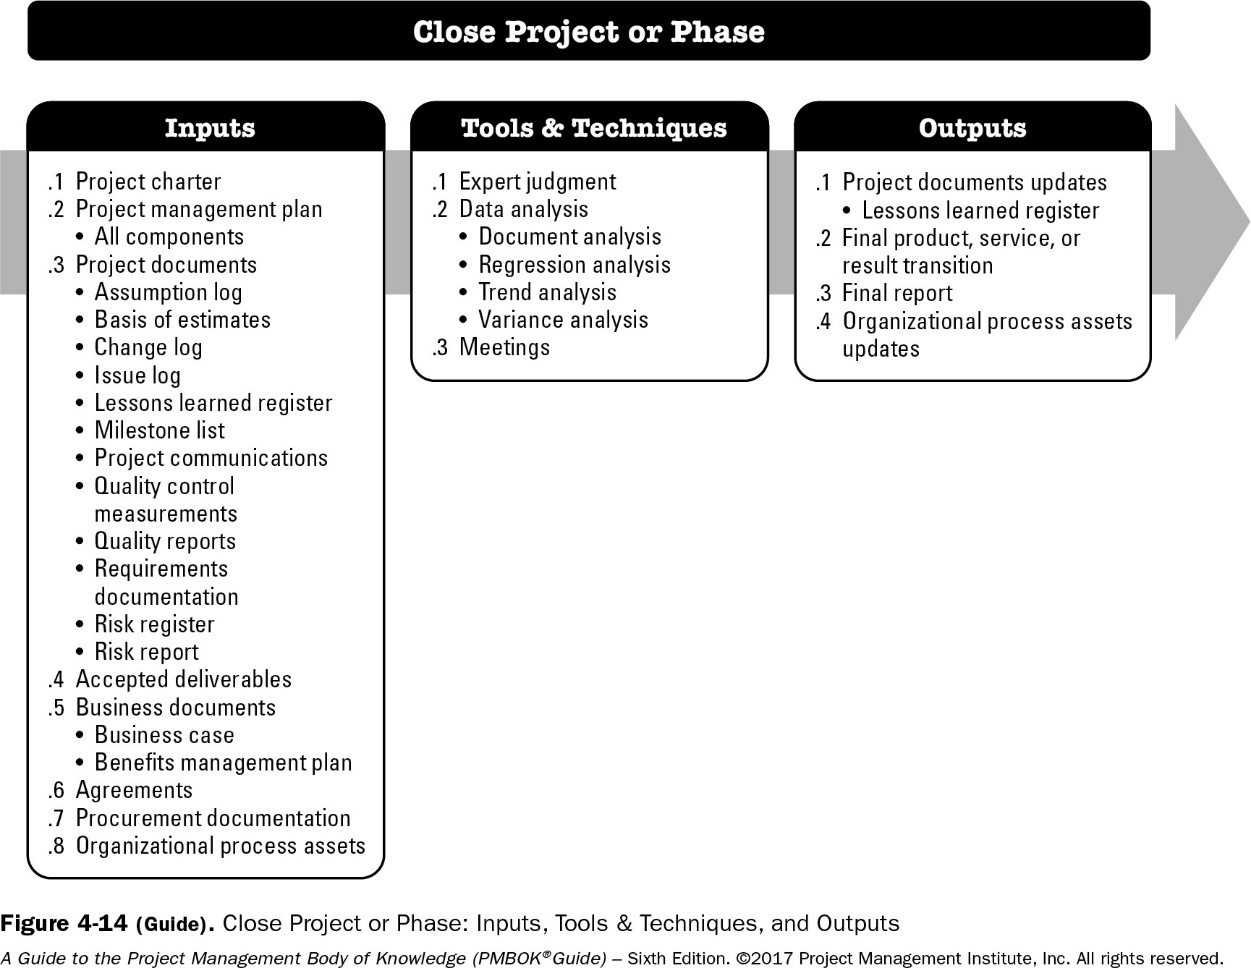 Close Project or Phase
Inputs
.1 Project charter
.2 Project management plan
• All components
.3 Project documents
• Assumption log
• Basis of estimates
• Change log
• Issue log
• Lessons learned register
• Milestone list
• Project communications
• Quality control
measurements
• Quality reports
• Requirements
documentation
• Risk register
• Risk report
.4 Accepted deliverables
.5 Business documents
• Business case
• Benefits management plan
.6 Agreements
.7 Procurement documentation
.8 Organizational process assets
Tools & Techniques
.1 Expert judgment
.2 Data analysis
• Document analysis
• Regression analysis
• Trend analysis
• Variance analysis
.3 Meetings
Outputs
.1 Project documents updates
• Lessons learned register
.2 Final product, service, or
result transition
.3 Final report
.4 Organizational process assets
updates
Figure 4-14 (Guide). Close Project or Phase: Inputs, Tools & Techniques, and Outputs
A Guide to the Project Management Body of Knowledge (PMBOK® Guide) – Sixth Edition. ©2017 Project Management Institute, Inc. All rights reserved.